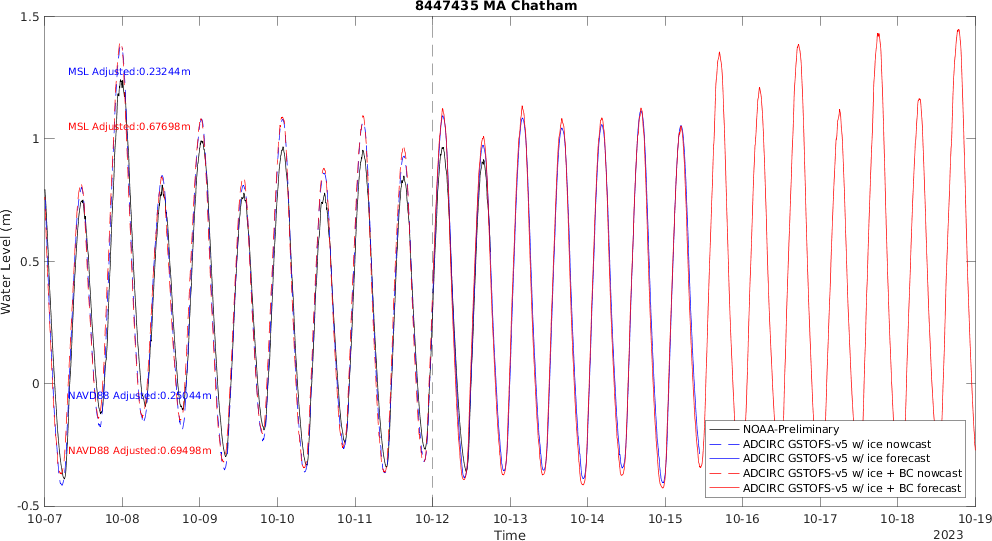 8447435 MA Chatham
1.5
1
0.5
0
-0.5
Water Level (m)
MSL Adjusted:0.23244m
MSL Adjusted:0.67698m
NAVD88 Adjusted:0.25044m
NAVD88 Adjusted:0.69498m
NOAA-Preliminary
ADCIRC GSTOFS-v5 w/ ice nowcast
ADCIRC GSTOFS-v5 w/ ice forecast
ADCIRC GSTOFS-v5 w/ ice + BC nowcast
ADCIRC GSTOFS-v5 w/ ice + BC forecast
10-07 10-08 10-09 10-10 10-11 10-12 10-13 10-14 10-15 10-16 10-17 10-18 10-19
Time
2023